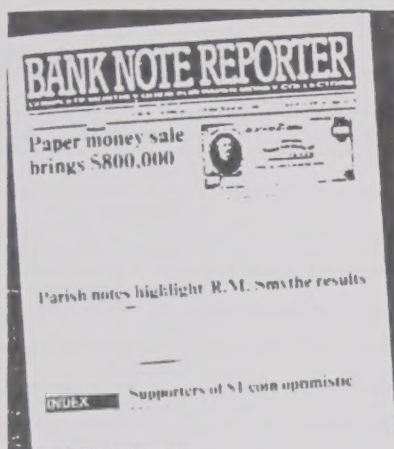 BANK NOTE REPORTER
Paper money sale
brings $800,000
Parish notes highlight R.M. Smythe results
Supporters of $1 coin optimistic
INDEX